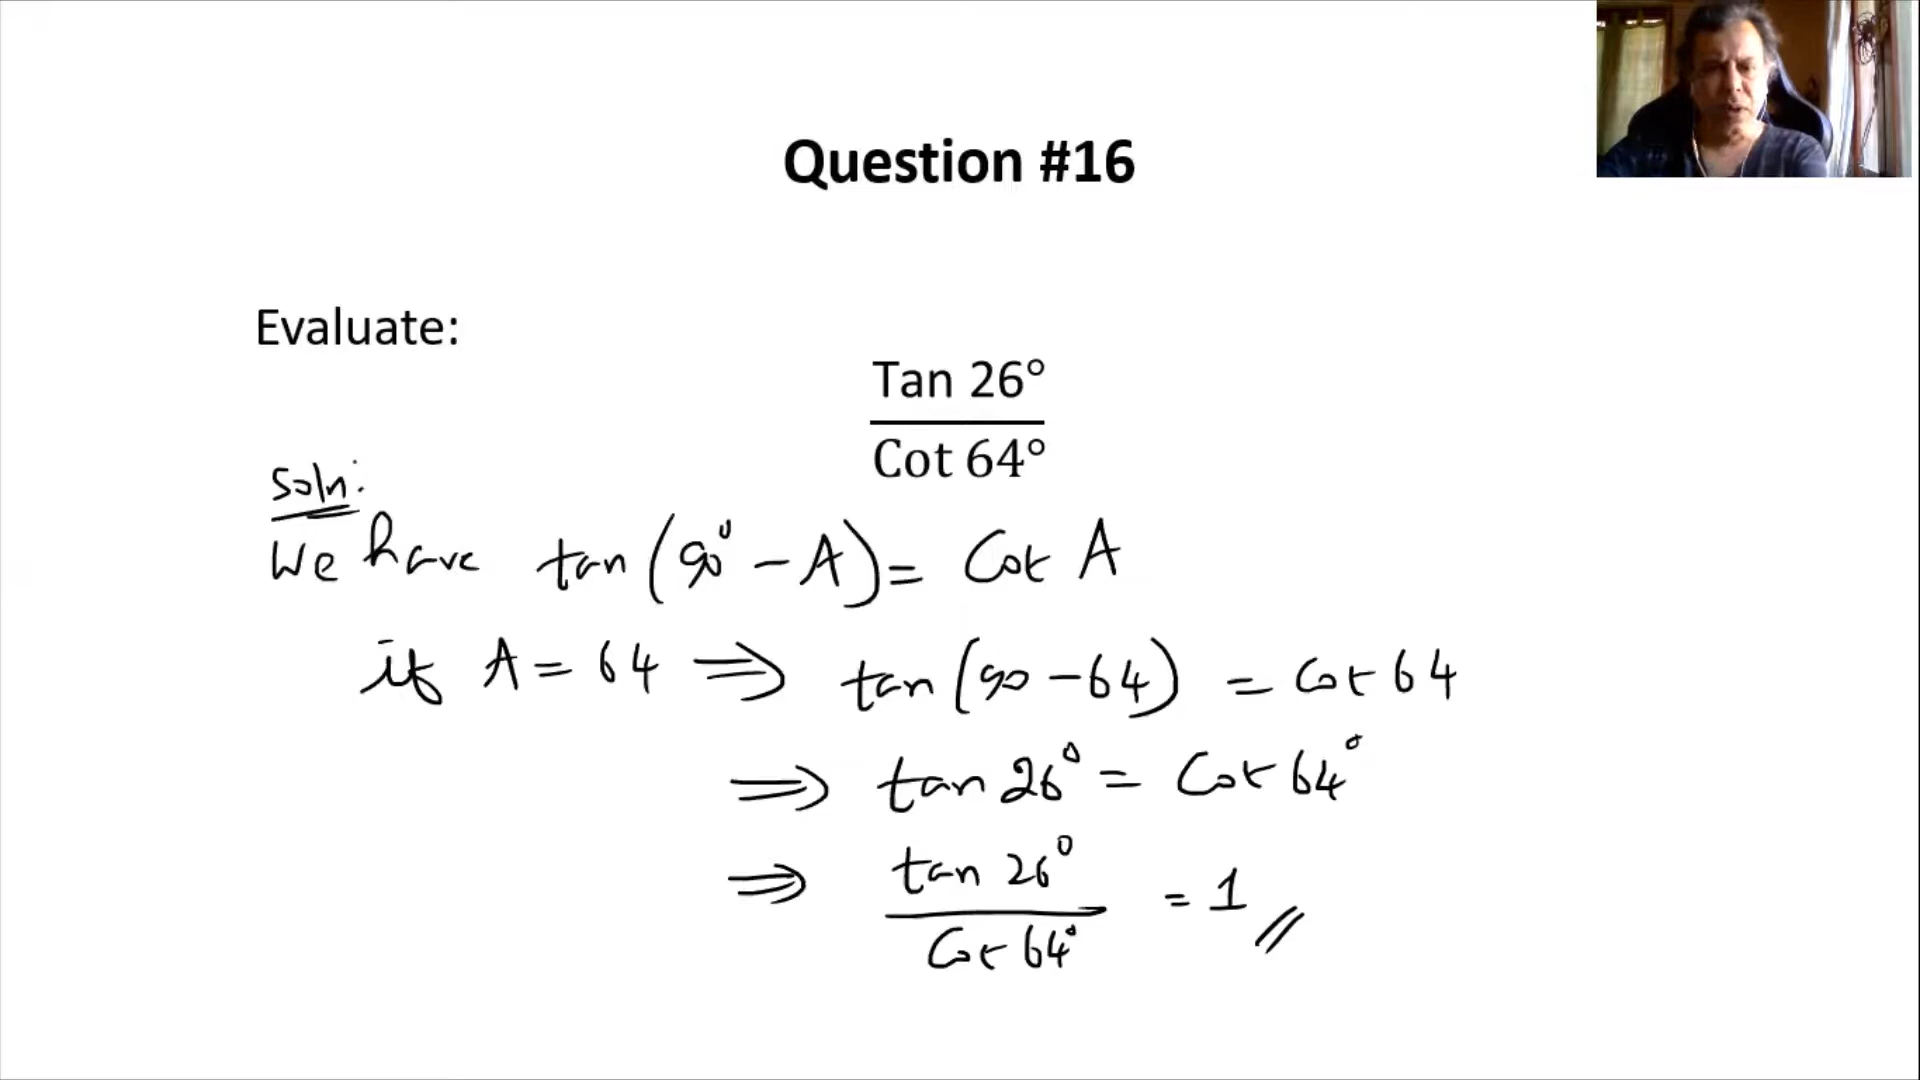 Question #16
Evaluate:
Tan 26°
Cot 64°
Soln:
We have tan (90° - A) = Cot A
if A = 64 ⟹ tan (90 - 64) = Cot 64
⟹ tan 26° = Cot 64°
⟹ tan 26° / Cot 64° = 1 //